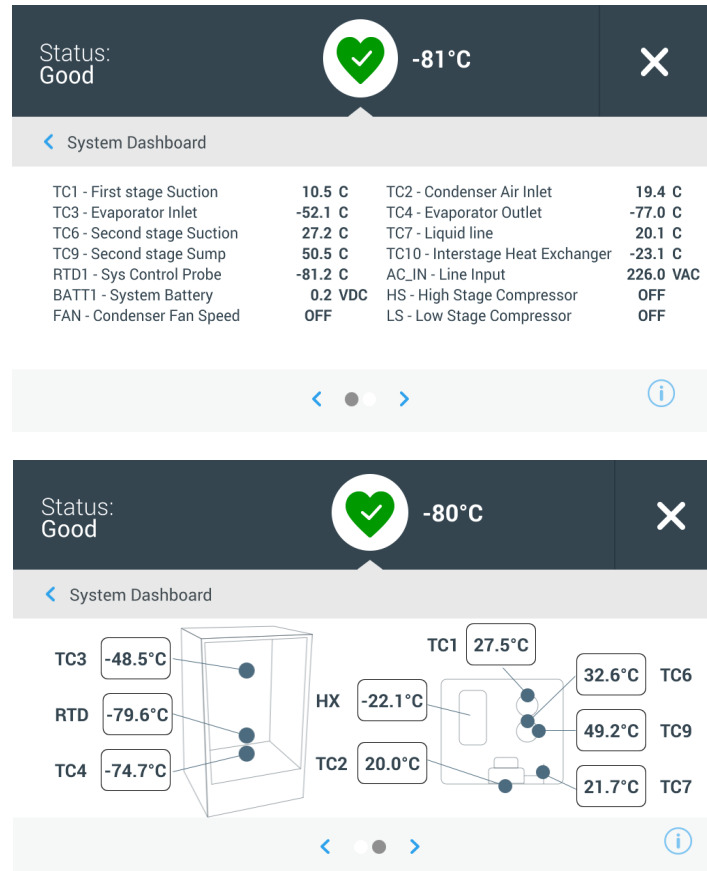 Status:
Good
-81°C
System Dashboard
TC1 - First stage Suction 10.5 C TC2 - Condenser Air Inlet 19.4 C
TC3 - Evaporator Inlet -52.1 C TC4 - Evaporator Outlet -77.0 C
TC6 - Second stage Suction 27.2 C TC7 - Liquid line 20.1 C
TC9 - Second stage Sump 50.5 C TC10 - Interstage Heat Exchanger -23.1 C
RTD1 - Sys Control Probe -81.2 C AC_IN - Line Input 226.0 VAC
BATT1 - System Battery 0.2 VDC HS - High Stage Compressor OFF
FAN - Condenser Fan Speed OFF LS - Low Stage Compressor OFF
i
Status:
Good
-80°C
System Dashboard
TC3 -48.5°C
RTD -79.6°C
TC4 -74.7°C
TC1 27.5°C
32.6°C TC6
HX -22.1°C
49.2°C TC9
TC2 20.0°C
21.7°C TC7
i